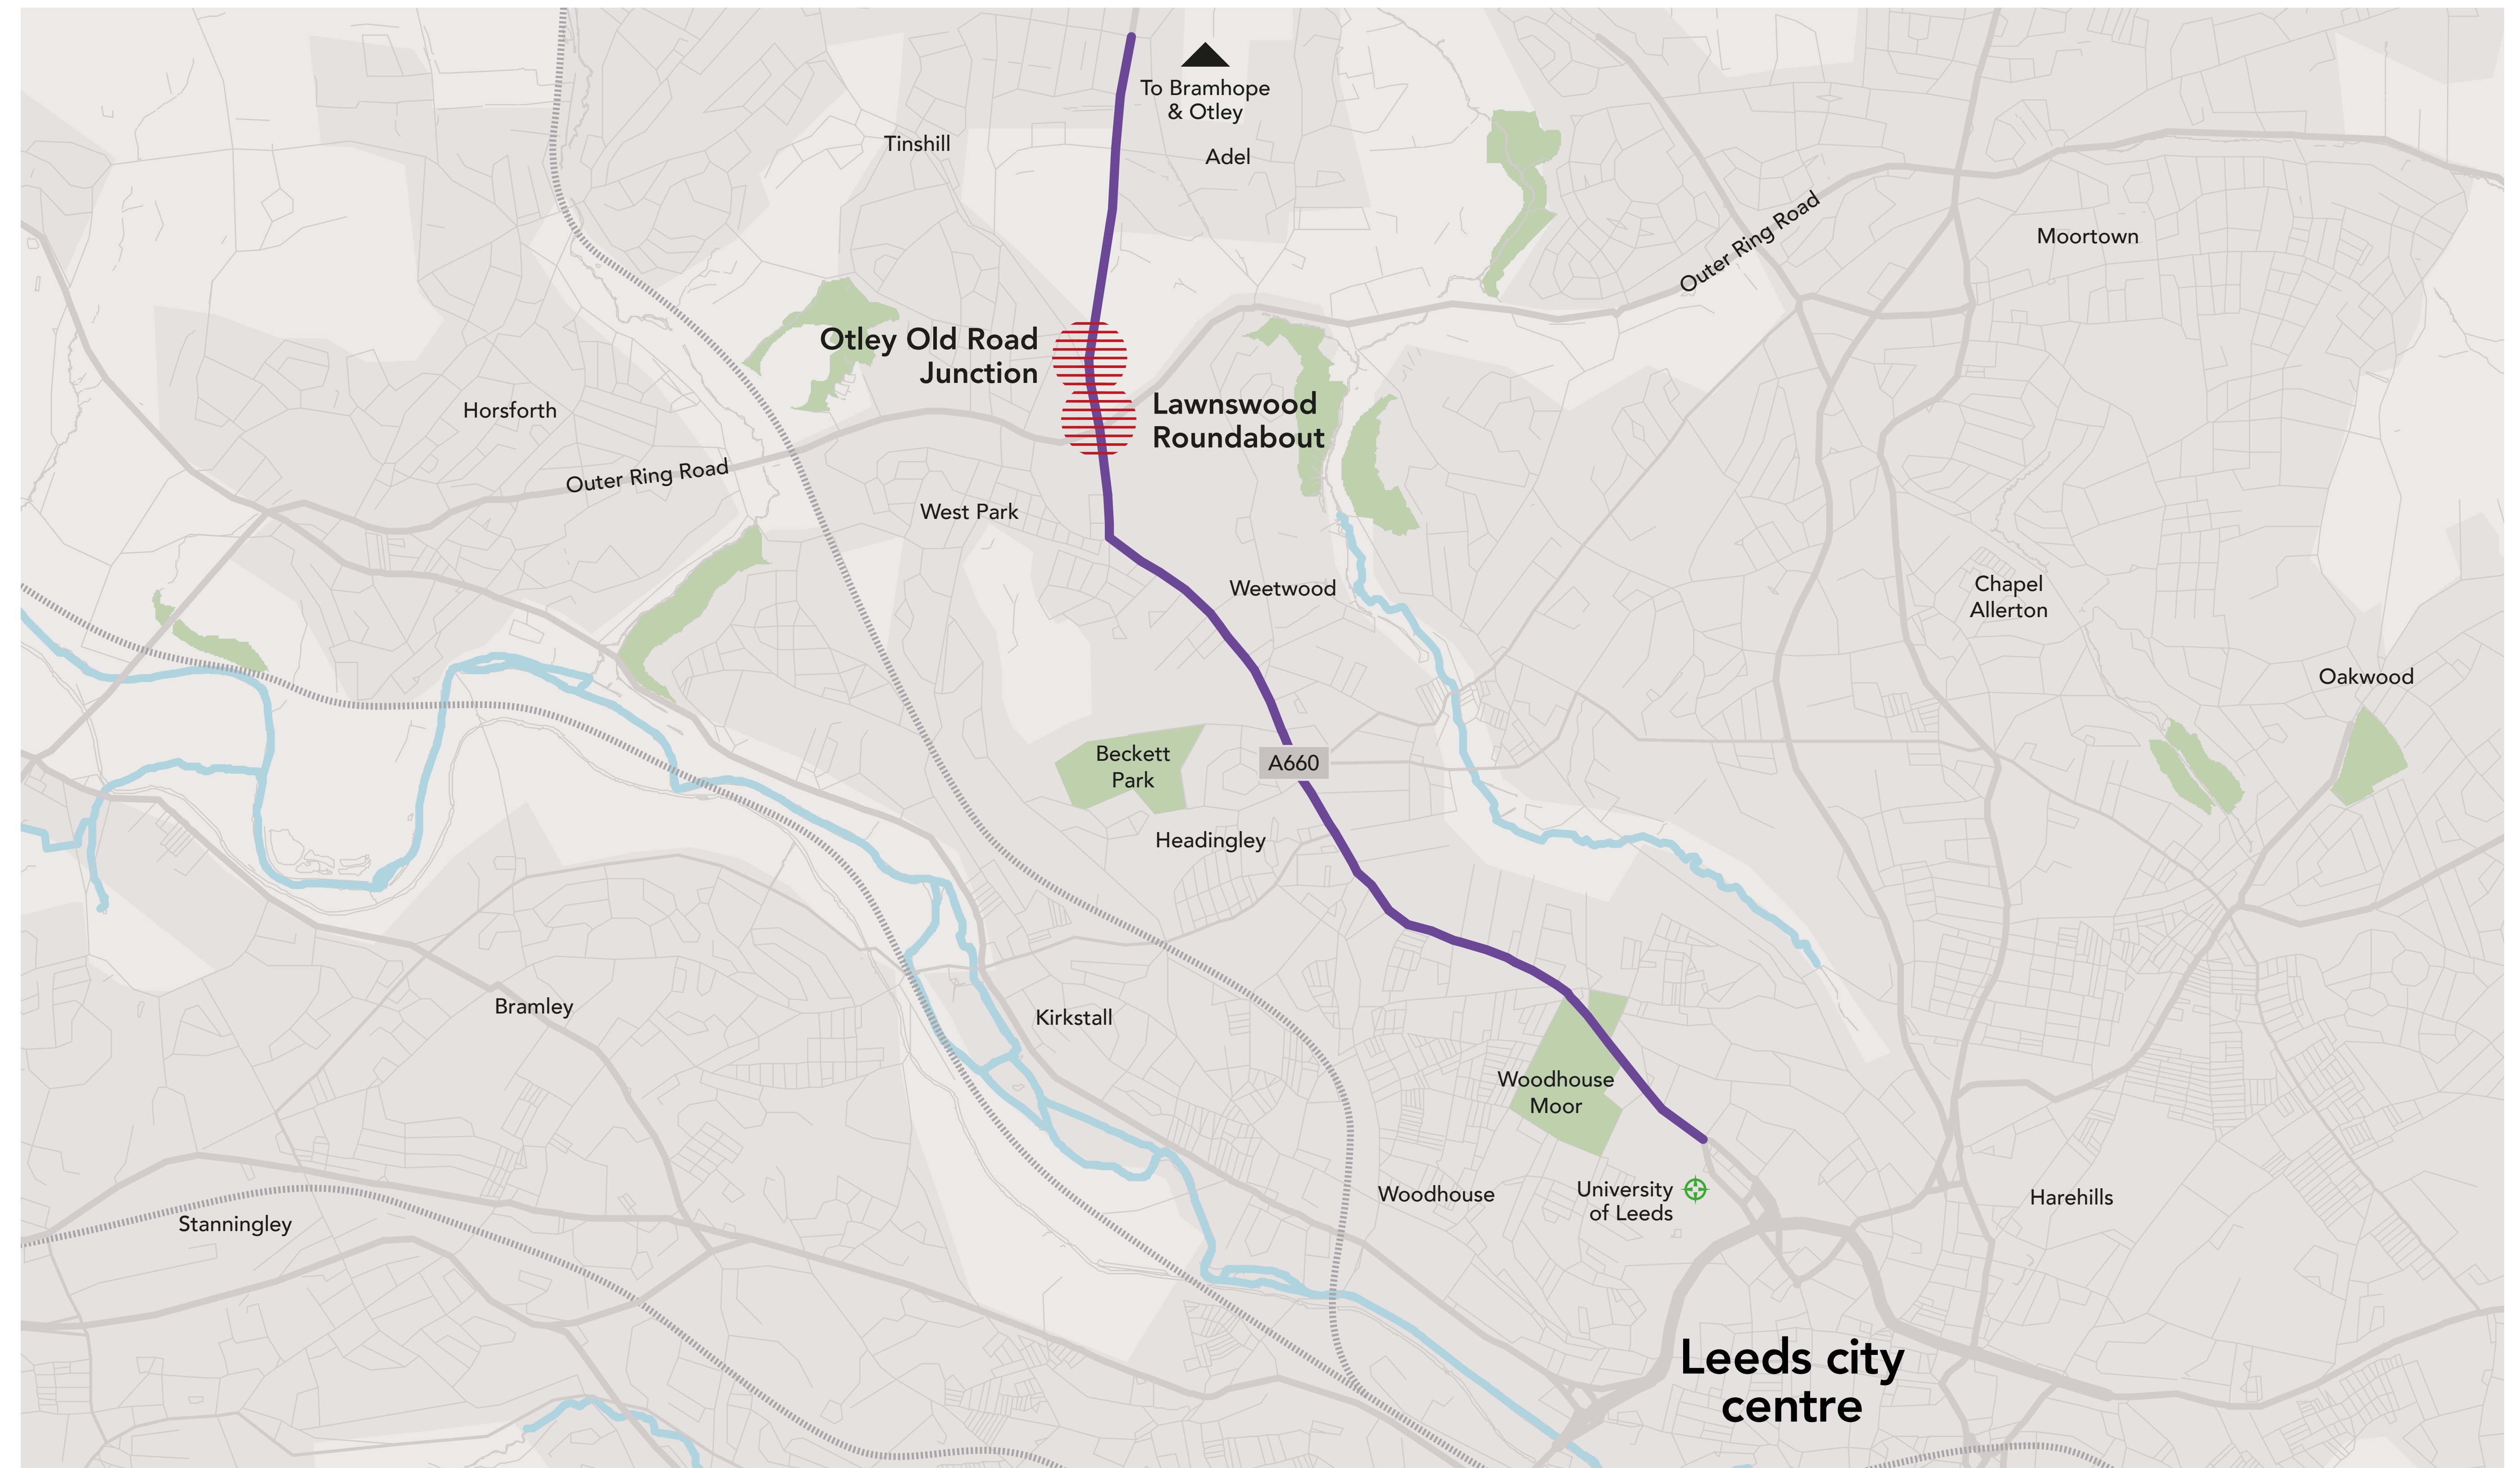 To Bramhope
& Otley
Tinshill
Adel
Outer Ring Road
Moortown
Otley Old Road
Junction
Lawnswood
Roundabout
Horsforth
Outer Ring Road
West Park
Weetwood
Chapel
Allerton
Oakwood
Beckett
Park
A660
Headingley
Bramley
Kirkstall
Woodhouse
Moor
Woodhouse
University
of Leeds
Harehills
Stanningley
Leeds city
centre